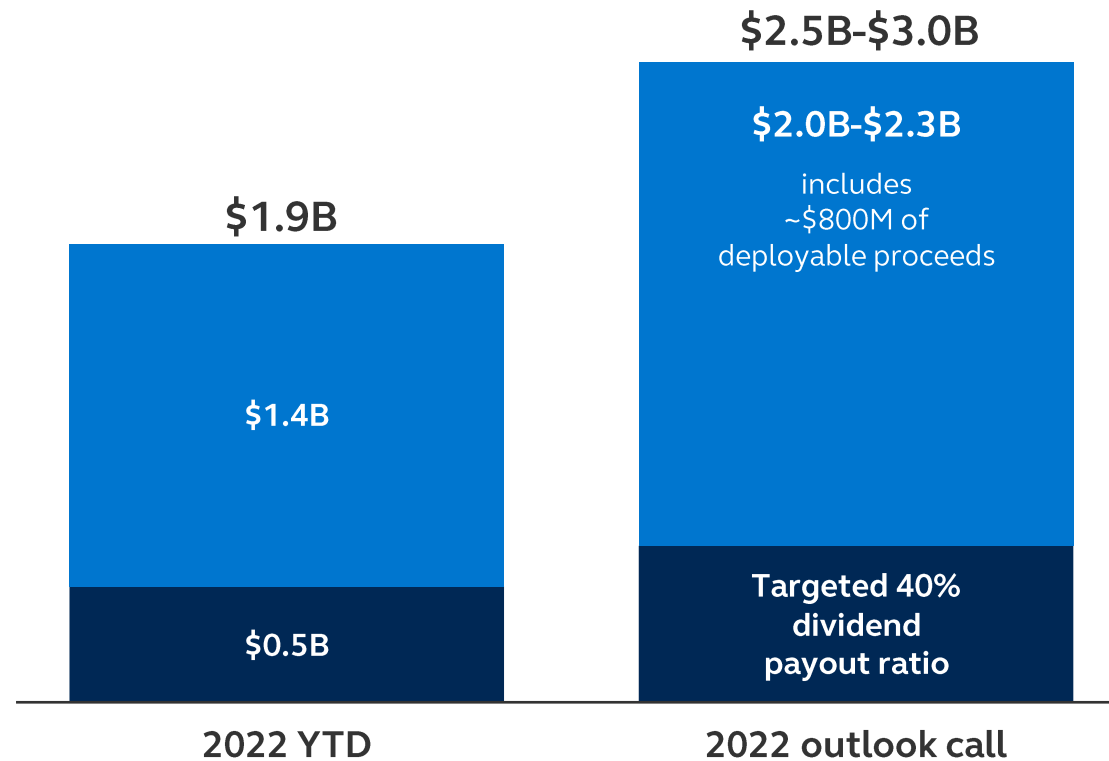 $2.5B-$3.0B
$2.0B-$2.3B
includes
~$800M of
deployable proceeds
$1.9B
$1.4B
Targeted 40%
dividend
payout ratio
$0.5B
2022 YTD
2022 outlook call